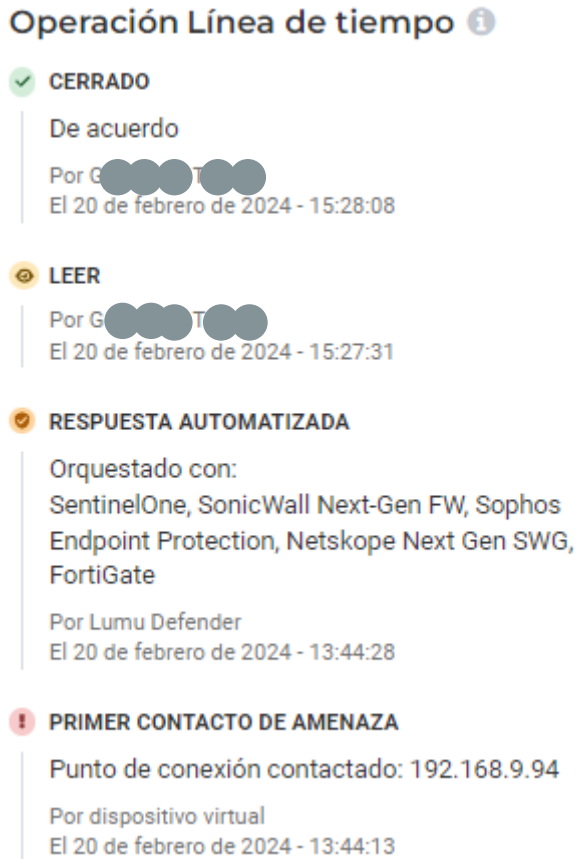 Operación Línea de tiempo
CERRADO
De acuerdo
Por G T
El 20 de febrero de 2024 - 15:28:08
LEER
Por G T
El 20 de febrero de 2024 - 15:27:31
RESPUESTA AUTOMATIZADA
Orquestado con:
SentinelOne, SonicWall Next-Gen FW, Sophos
Endpoint Protection, Netskope Next Gen SWG,
FortiGate
Por Lumu Defender
El 20 de febrero de 2024 - 13:44:28
PRIMER CONTACTO DE AMENAZA
Punto de conexión contactado: 192.168.9.94
Por dispositivo virtual
El 20 de febrero de 2024 - 13:44:13